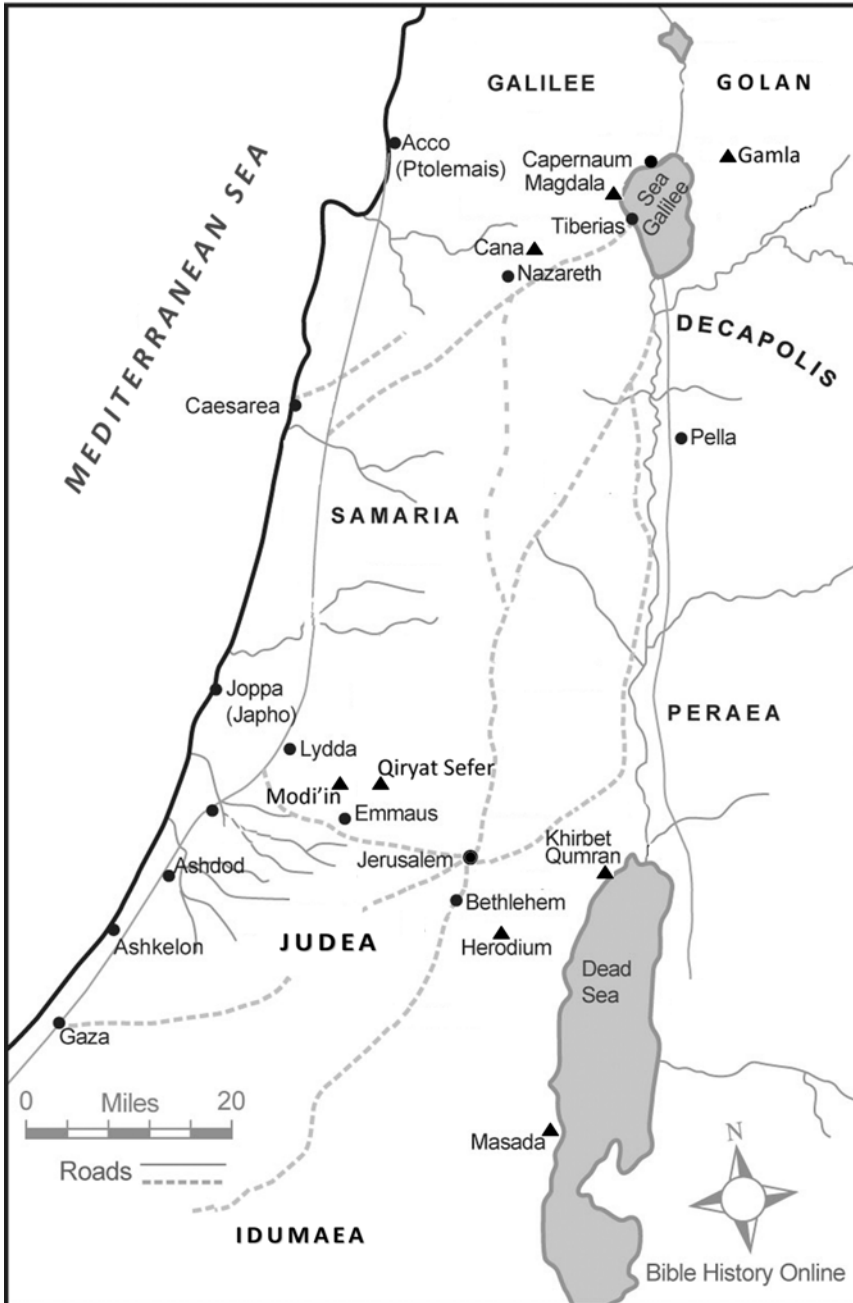 GALILEE
GOLAN
Acco
(Ptolemais)
Capernaum
Gamla
Magdala
Sea
Galilee
MEDITERRANEAN SEA
Tiberias
Cana
Nazareth
DECAPOLIS
Caesarea
Pella
SAMARIA
Joppa
(Japho)
PERAEA
Lydda
Qiryat Sefer
Modi'in
Emmaus
Jerusalem
Khirbet
Qumran
Ashdod
Bethlehem
Ashkelon
JUDEA
Herodium
Dead
Sea
Gaza
0 Miles 20
Masada
N
Roads
IDUMAEA
Bible History Online